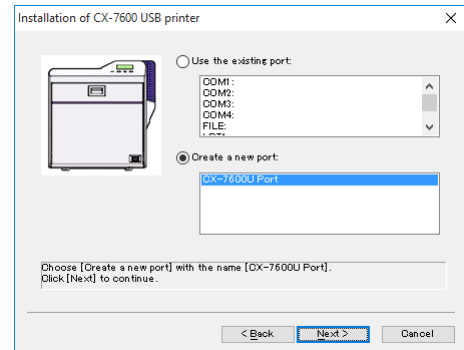 Installation of CX-7600 USB printer
Use the existing port:
COM1:
COM2:
COM3:
COM4:
FILE:
Create a new port:
CX-7600U Port
Choose [Create a new port] with the name [CX-7600U Port].
Click [Next] to continue.
< Back
Next >
Cancel